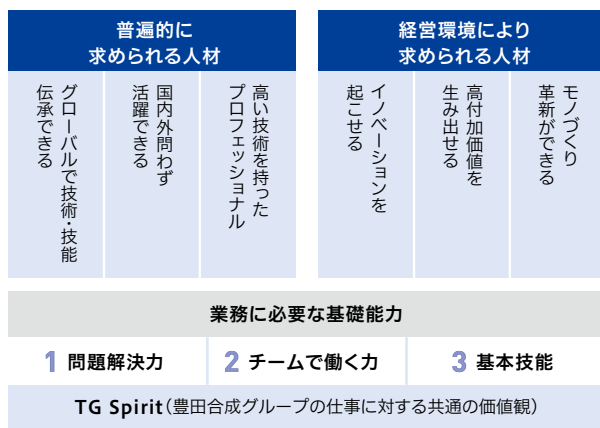 普遍的に
求められる人材
高い技術を持った
プロフェッショナル
国内外問わず
活躍できる
グローバルで技術・技能
伝承できる
経営環境により
求められる人材
モノづくり
革新ができる
高付加価値を
生み出せる
イノベーションを
起こせる
業務に必要な基礎能力
1 問題解決力
2 チームで働く力
3 基本技能
TG Spirit（豊田合成グループの仕事に対する共通の価値観）